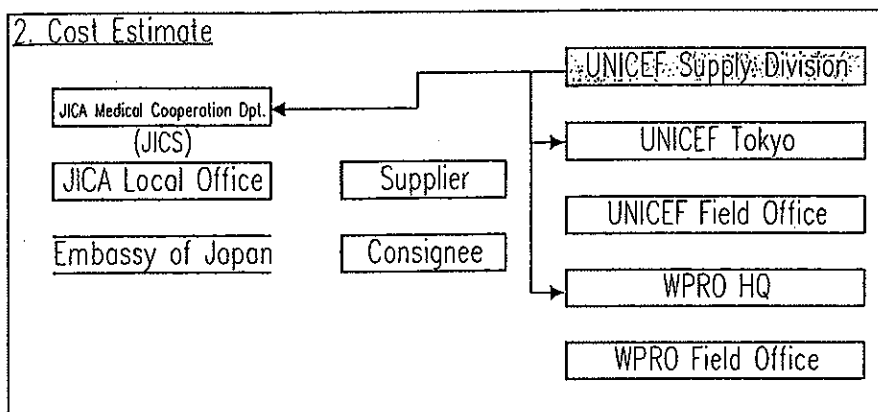 2. Cost Estimate
UNICEF Supply Division
JICA Medical Cooperation Dpt.
(JICS)
UNICEF Tokyo
JICA Local Office
Supplier
UNICEF Field Office
Embassy of Japan
Consignee
WPRO HQ
WPRO Field Office